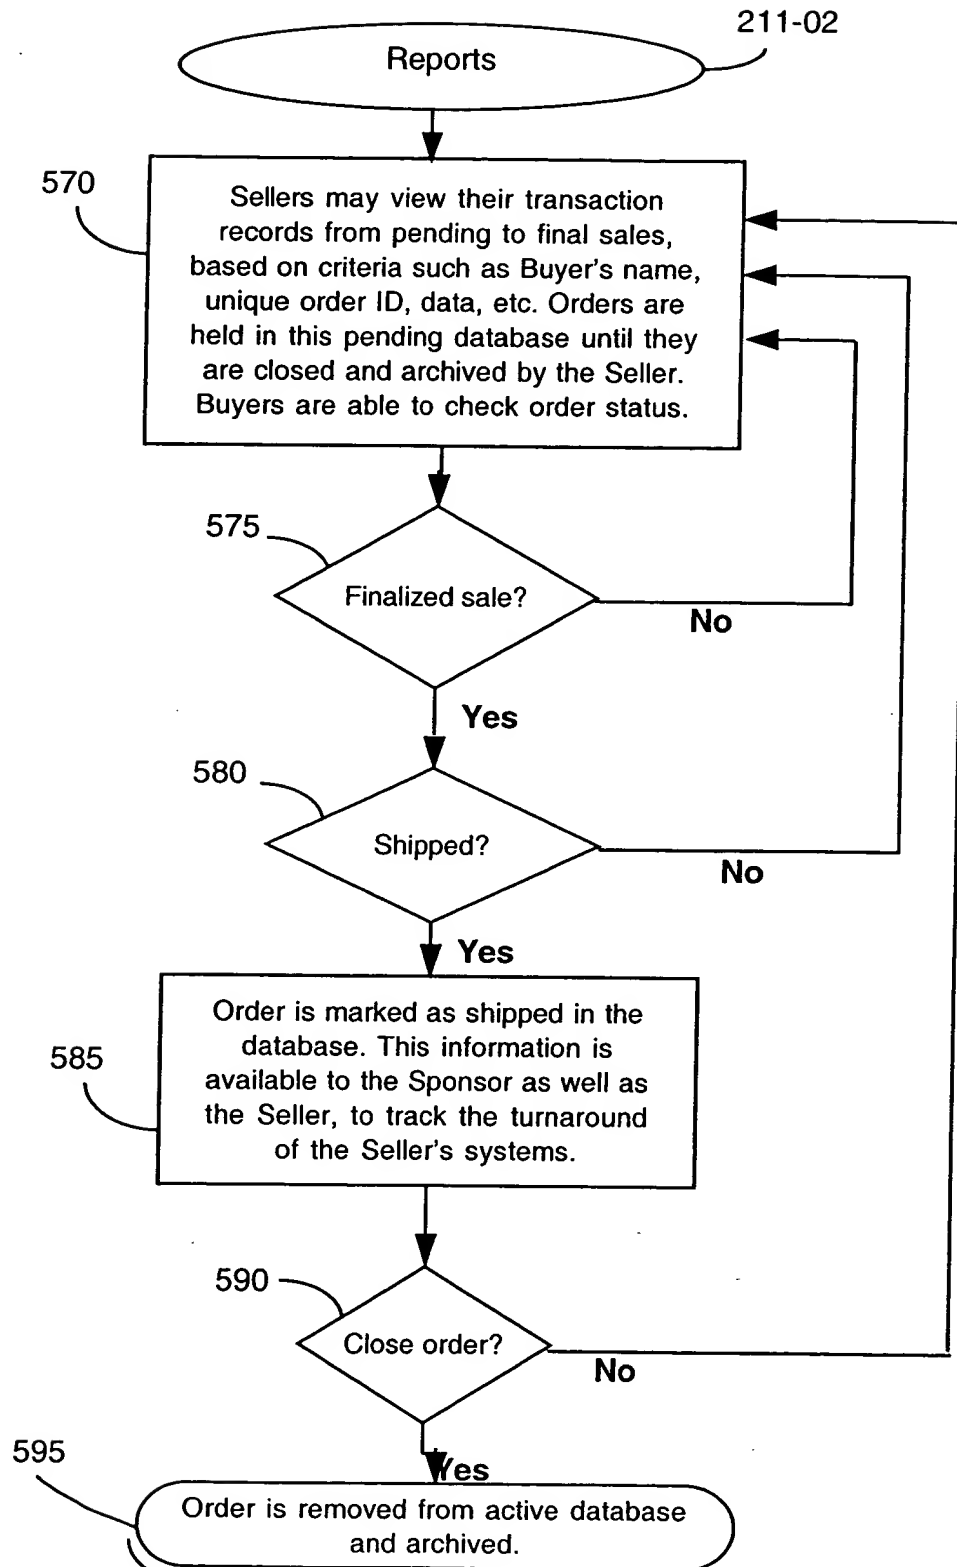 211-02
Reports
570
Sellers may view their transaction
records from pending to final sales,
based on criteria such as Buyer's name,
unique order ID, data, etc. Orders are
held in this pending database until they
are closed and archived by the Seller.
Buyers are able to check order status.
575
Finalized sale?
No
Yes
580
Shipped?
No
Yes
585
Order is marked as shipped in the
database. This information is
available to the Sponsor as well as
the Seller, to track the turnaround
of the Seller's systems.
590
Close order?
No
Yes
595
Order is removed from active database
and archived.